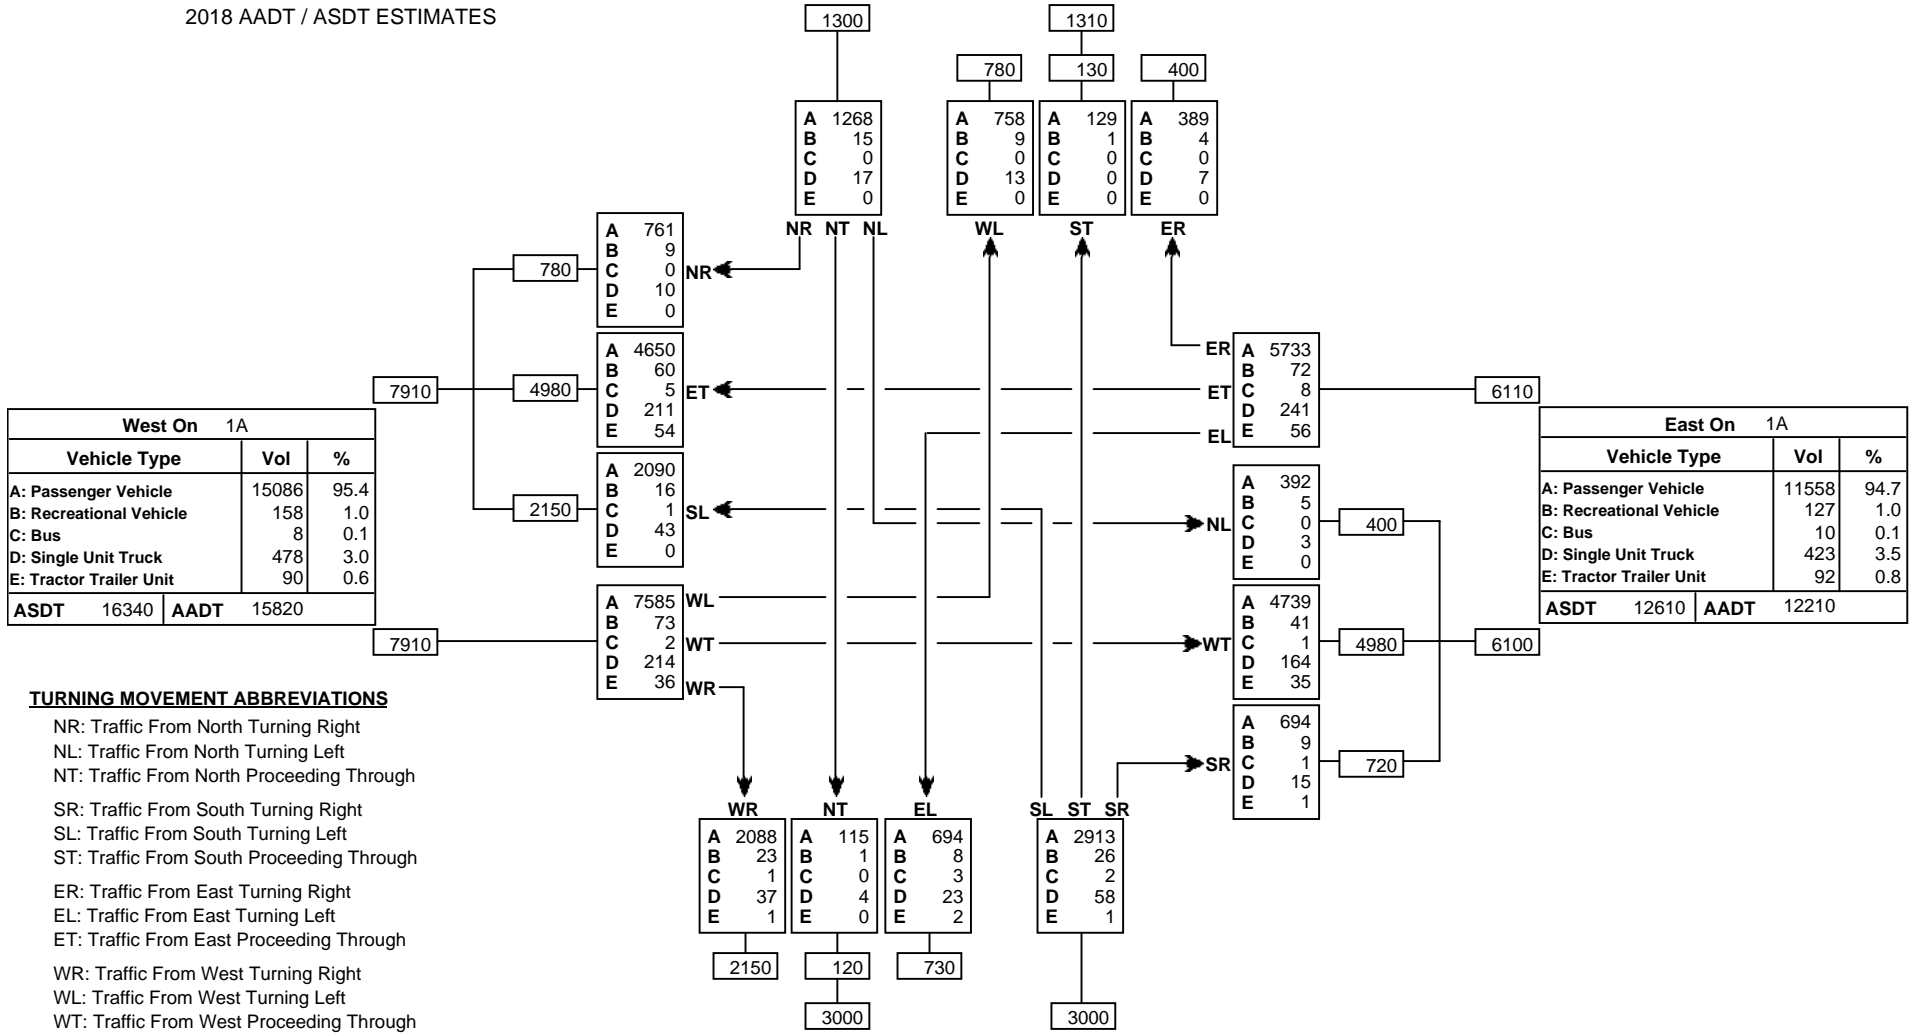 2018 AADT / ASDT ESTIMATES
1300
1310
780
130
400
A 1268
B 15
C 0
D 17
E 0
A 758
B 9
C 0
D 13
E 0
A 129
B 1
C 0
D 0
E 0
A 389
B 4
C 0
D 7
E 0
NR NT NL
WL
ST
ER
780
A 761
B 9
C 0
D 10
E 0
NR
7910
4980
A 4650
B 60
C 5
D 211
E 54
ET
2150
A 2090
B 16
C 1
D 43
E 0
SL
ER
ET
EL
A 5733
B 72
C 8
D 241
E 56
6110
West On 1A
Vehicle Type Vol %
A: Passenger Vehicle 15086 95.4
B: Recreational Vehicle 158 1.0
C: Bus 8 0.1
D: Single Unit Truck 478 3.0
E: Tractor Trailer Unit 90 0.6
ASDT 16340 AADT 15820
East On 1A
Vehicle Type Vol %
A: Passenger Vehicle 11558 94.7
B: Recreational Vehicle 127 1.0
C: Bus 10 0.1
D: Single Unit Truck 423 3.5
E: Tractor Trailer Unit 92 0.8
ASDT 12610 AADT 12210
NL
A 392
B 5
C 0
D 3
E 0
400
7910
A 7585
B 73
C 2
D 214
E 36
WL
WT
WR
WT
A 4739
B 41
C 1
D 164
E 35
4980
6100
SR
A 694
B 9
C 1
D 15
E 1
720
TURNING MOVEMENT ABBREVIATIONS
NR: Traffic From North Turning Right
NL: Traffic From North Turning Left
NT: Traffic From North Proceeding Through
SR: Traffic From South Turning Right
SL: Traffic From South Turning Left
ST: Traffic From South Proceeding Through
ER: Traffic From East Turning Right
EL: Traffic From East Turning Left
ET: Traffic From East Proceeding Through
WR: Traffic From West Turning Right
WL: Traffic From West Turning Left
WT: Traffic From West Proceeding Through
WR
NT
EL
SL ST SR
A 2088
B 23
C 1
D 37
E 1
A 115
B 1
C 0
D 4
E 0
A 694
B 8
C 3
D 23
E 2
A 2913
B 26
C 2
D 58
E 1
2150
120
730
3000
3000